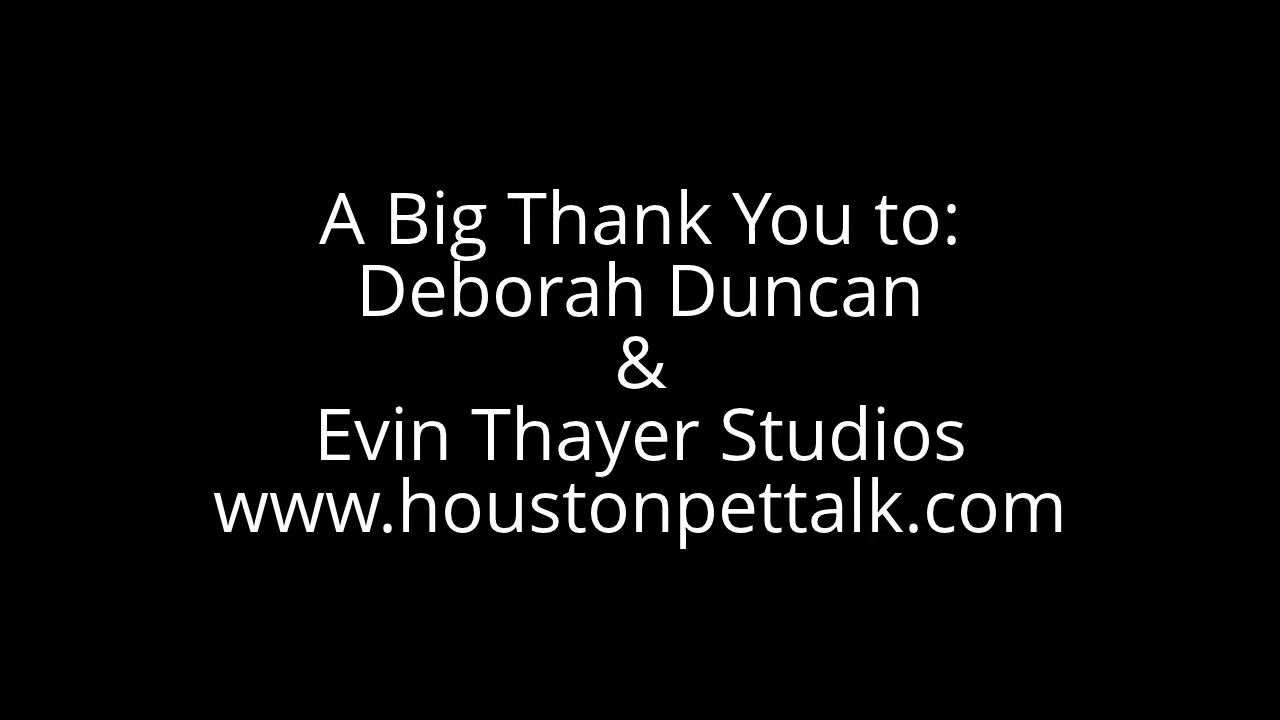 A Big Thank You to:
Deborah Duncan
&
Evin Thayer Studios
www.houstonpettalk.com